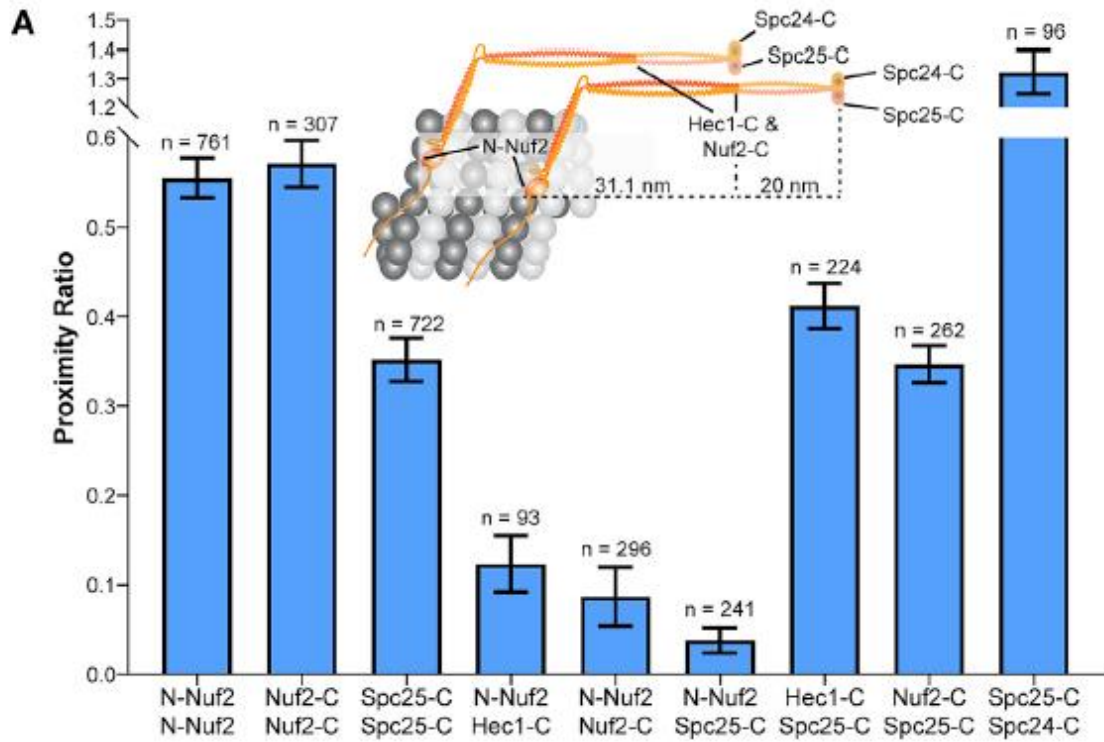 A
Proximity Ratio
1.5
1.4
1.3
1.2
0.6
0.5
0.4
0.3
0.2
0.1
0.0
n = 761
n = 307
n = 722
n = 93
n = 296
n = 241
n = 224
n = 262
n = 96
Spc24-C
Spc25-C
Spc24-C
Spc25-C
Hec1-C &
Nuf2-C
N-Nuf2
31.1 nm
20 nm
N-Nuf2 Nuf2-C Spc25-C N-Nuf2 N-Nuf2 N-Nuf2 Hec1-C Nuf2-C Spc25-C
N-Nuf2 Nuf2-C Spc25-C Hec1-C Nuf2-C Spc25-C Spc25-C Spc25-C Spc24-C